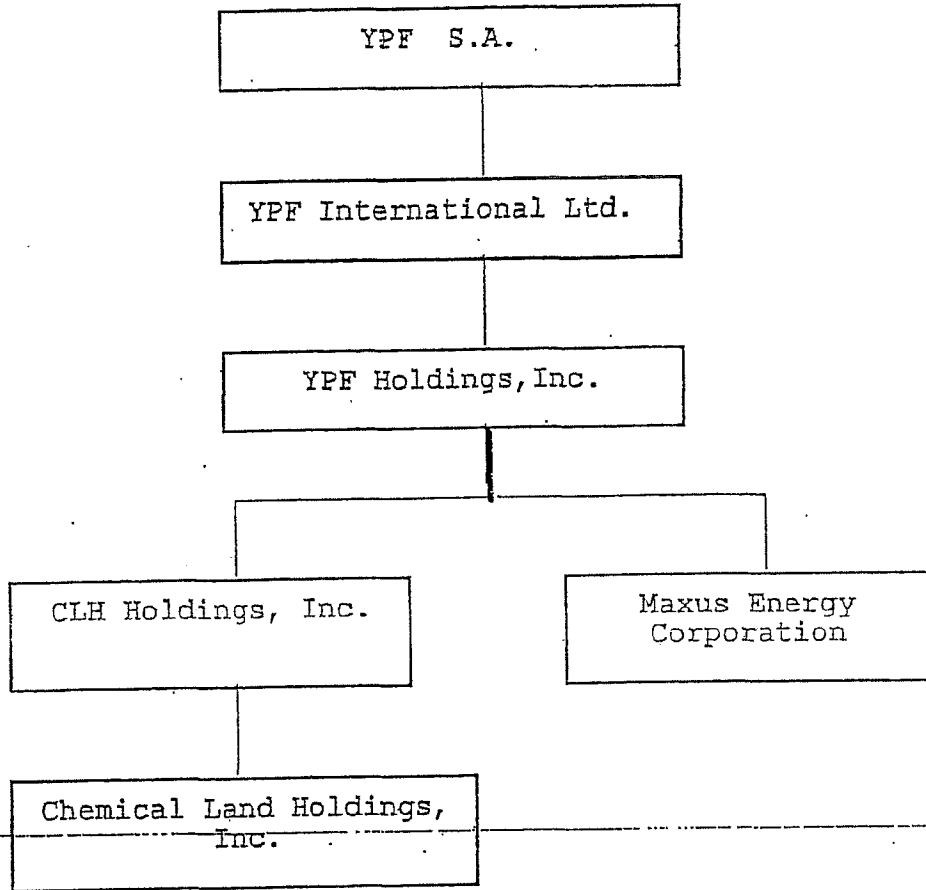 YPF S.A.
YPF International Ltd.
YPF Holdings,Inc.
CLH Holdings, Inc.
Maxus Energy
Corporation
Chemical Land Holdings,
Inc.